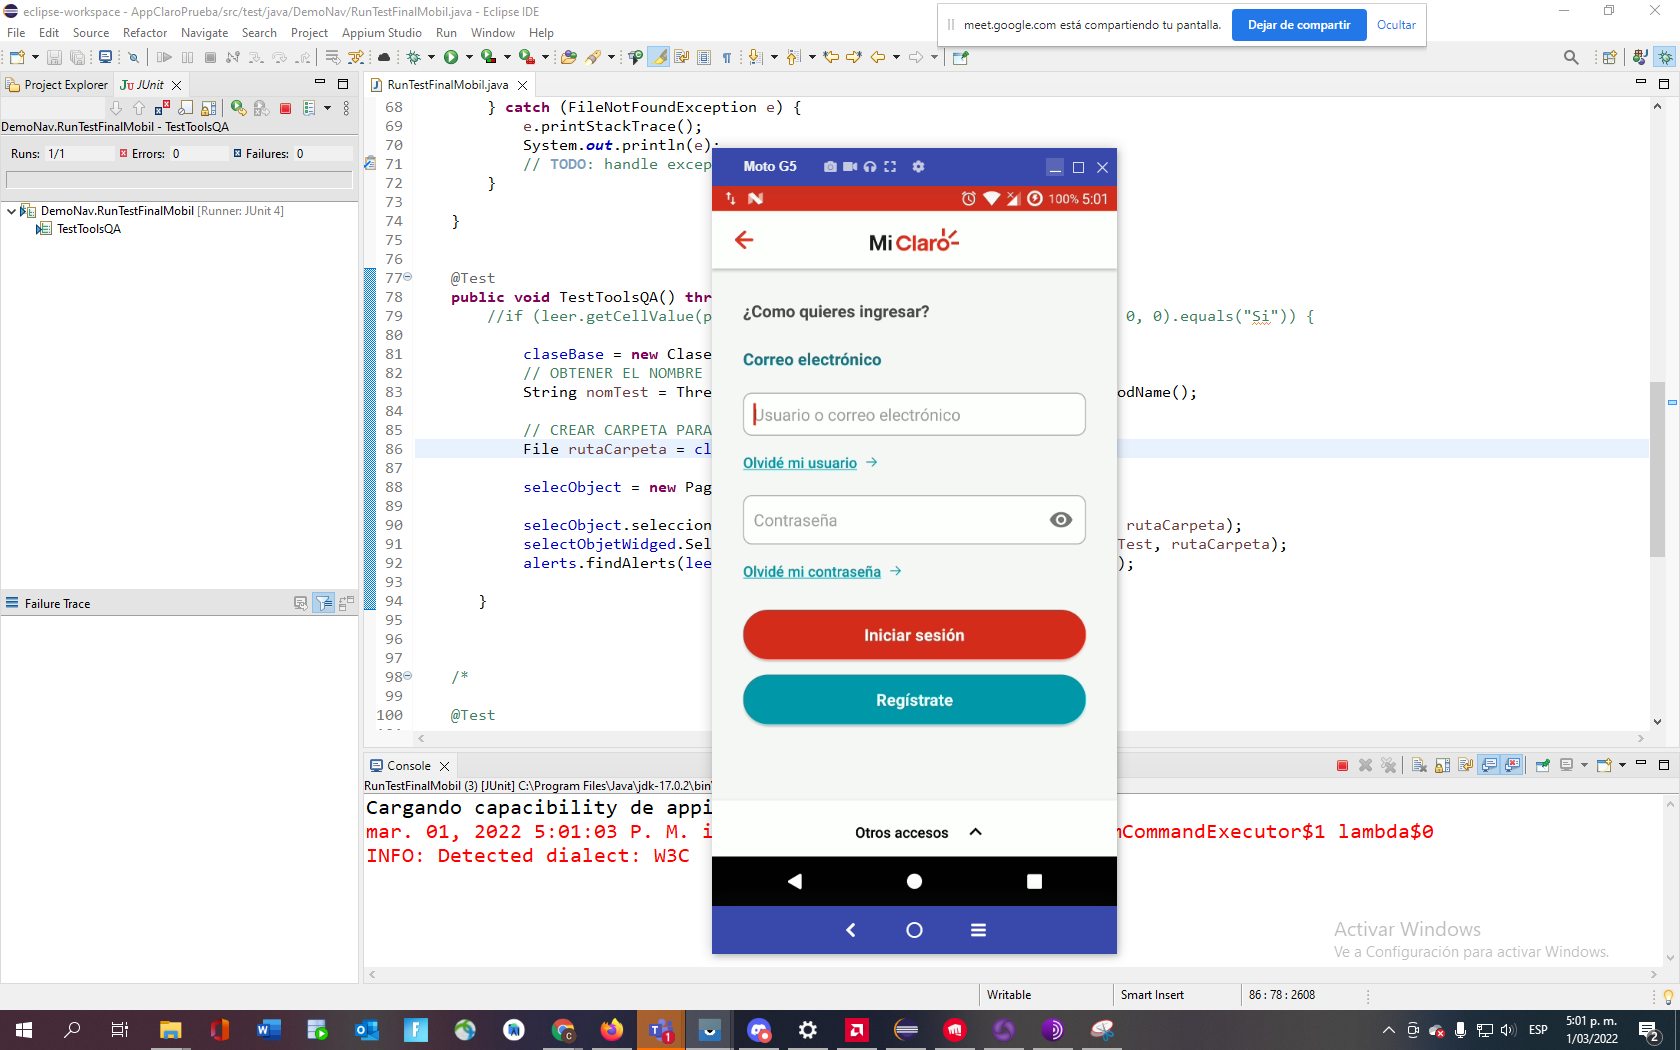 eclipse-workspace - AppClaroPrueba/src/test/java/DemoNav/RunTestFinalMobil.java - Eclipse IDE
meet.google.com está compartiendo tu pantalla. Dejar de compartir Ocultar
File Edit Source Refactor Navigate Search Project Appium Studio Run Window Help
Project Explorer JUnit
RunTestFinalMobil.java
DemoNav.RunTestFinalMobil - TestToolsQA
Runs: 1/1 Errors: 0 Failures: 0
DemoNav.RunTestFinalMobil [Runner: JUnit 4]
TestToolsQA
Failure Trace
68 } catch (FileNotFoundException e) {
69 e.printStackTrace();
70 System.out.println(e);
71 // TODO: handle excep
72 }
73
74 }
75
76
77 @Test
78 public void TestToolsQA() thr
79 //if (leer.getCellValue(p 0, 0).equals("Si")) {
80
81 claseBase = new Clase
82 // OBTENER EL NOMBRE
83 String nomTest = Thre odName();
84
85 // CREAR CARPETA PARA
86 File rutaCarpeta = cl
87
88 selecObject = new Pag
89
90 selecObject.seleccion rutaCarpeta);
91 selectObjetWidged.Sel Test, rutaCarpeta);
92 alerts.findAlerts(lee );
93
94 }
95
96
97
98 /*
99
100 @Test
Moto G5
100% 5:01
Mi Claro
¿Como quieres ingresar?
Correo electrónico
Usuario o correo electrónico
Olvidé mi usuario
Contraseña
Olvidé mi contraseña
Iniciar sesión
Regístrate
Otros accesos
Console
RunTestFinalMobil (3) [JUnit] C:\Program Files\Java\jdk-17.0.2\bin\
Cargando capacibility de appi
mar. 01, 2022 5:01:03 P. M. i mCommandExecutor$1 lambda$0
INFO: Detected dialect: W3C
Activar Windows
Ve a Configuración para activar Windows.
Writable Smart Insert 86 : 78 : 2608
ESP
5:01 p. m.
1/03/2022
2